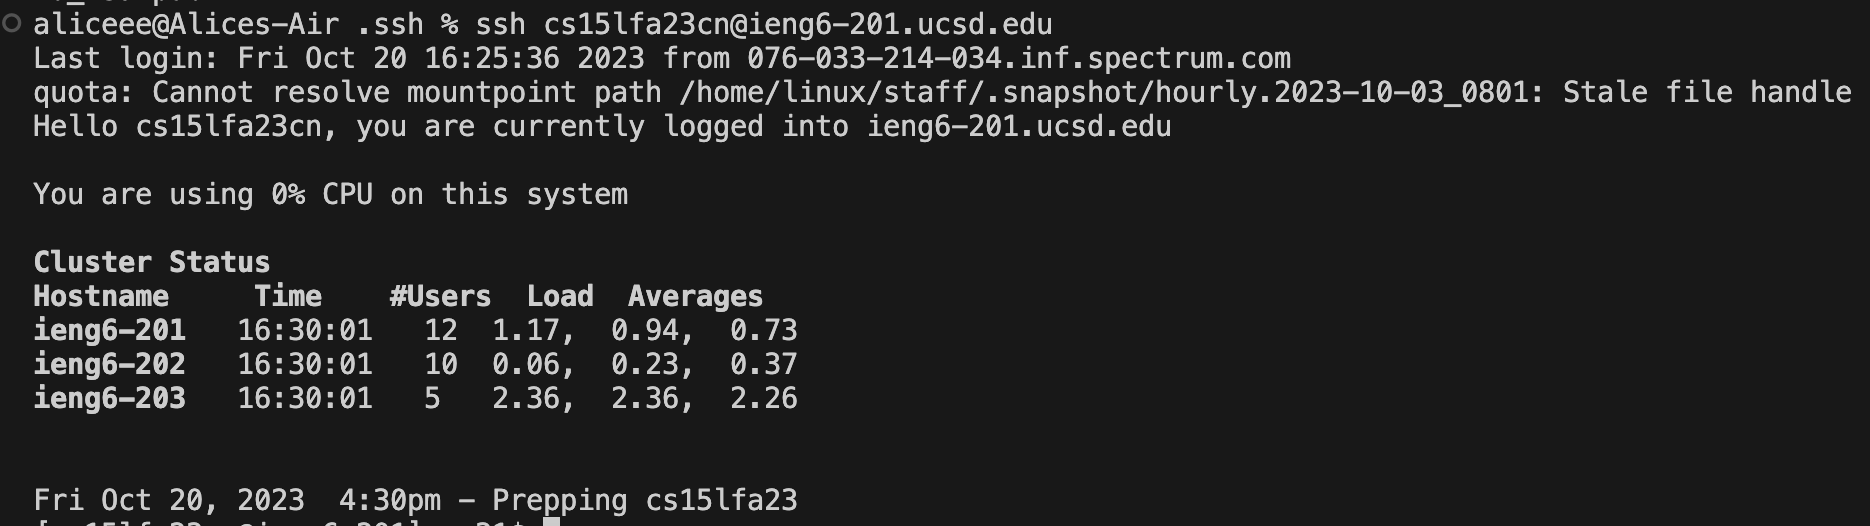 aliceee@Alices-Air .ssh % ssh cs15lfa23cn@ieng6-201.ucsd.edu
Last login: Fri Oct 20 16:25:36 2023 from 076-033-214-034.inf.spectrum.com
quota: Cannot resolve mountpoint path /home/linux/staff/.snapshot/hourly.2023-10-03_0801: Stale file handle
Hello cs15lfa23cn, you are currently logged into ieng6-201.ucsd.edu
You are using 0% CPU on this system
Cluster Status
Hostname     Time    #Users  Load  Averages
ieng6-201   16:30:01   12  1.17,  0.94,  0.73
ieng6-202   16:30:01   10  0.06,  0.23,  0.37
ieng6-203   16:30:01   5   2.36,  2.36,  2.26
Fri Oct 20, 2023  4:30pm - Prepping cs15lfa23